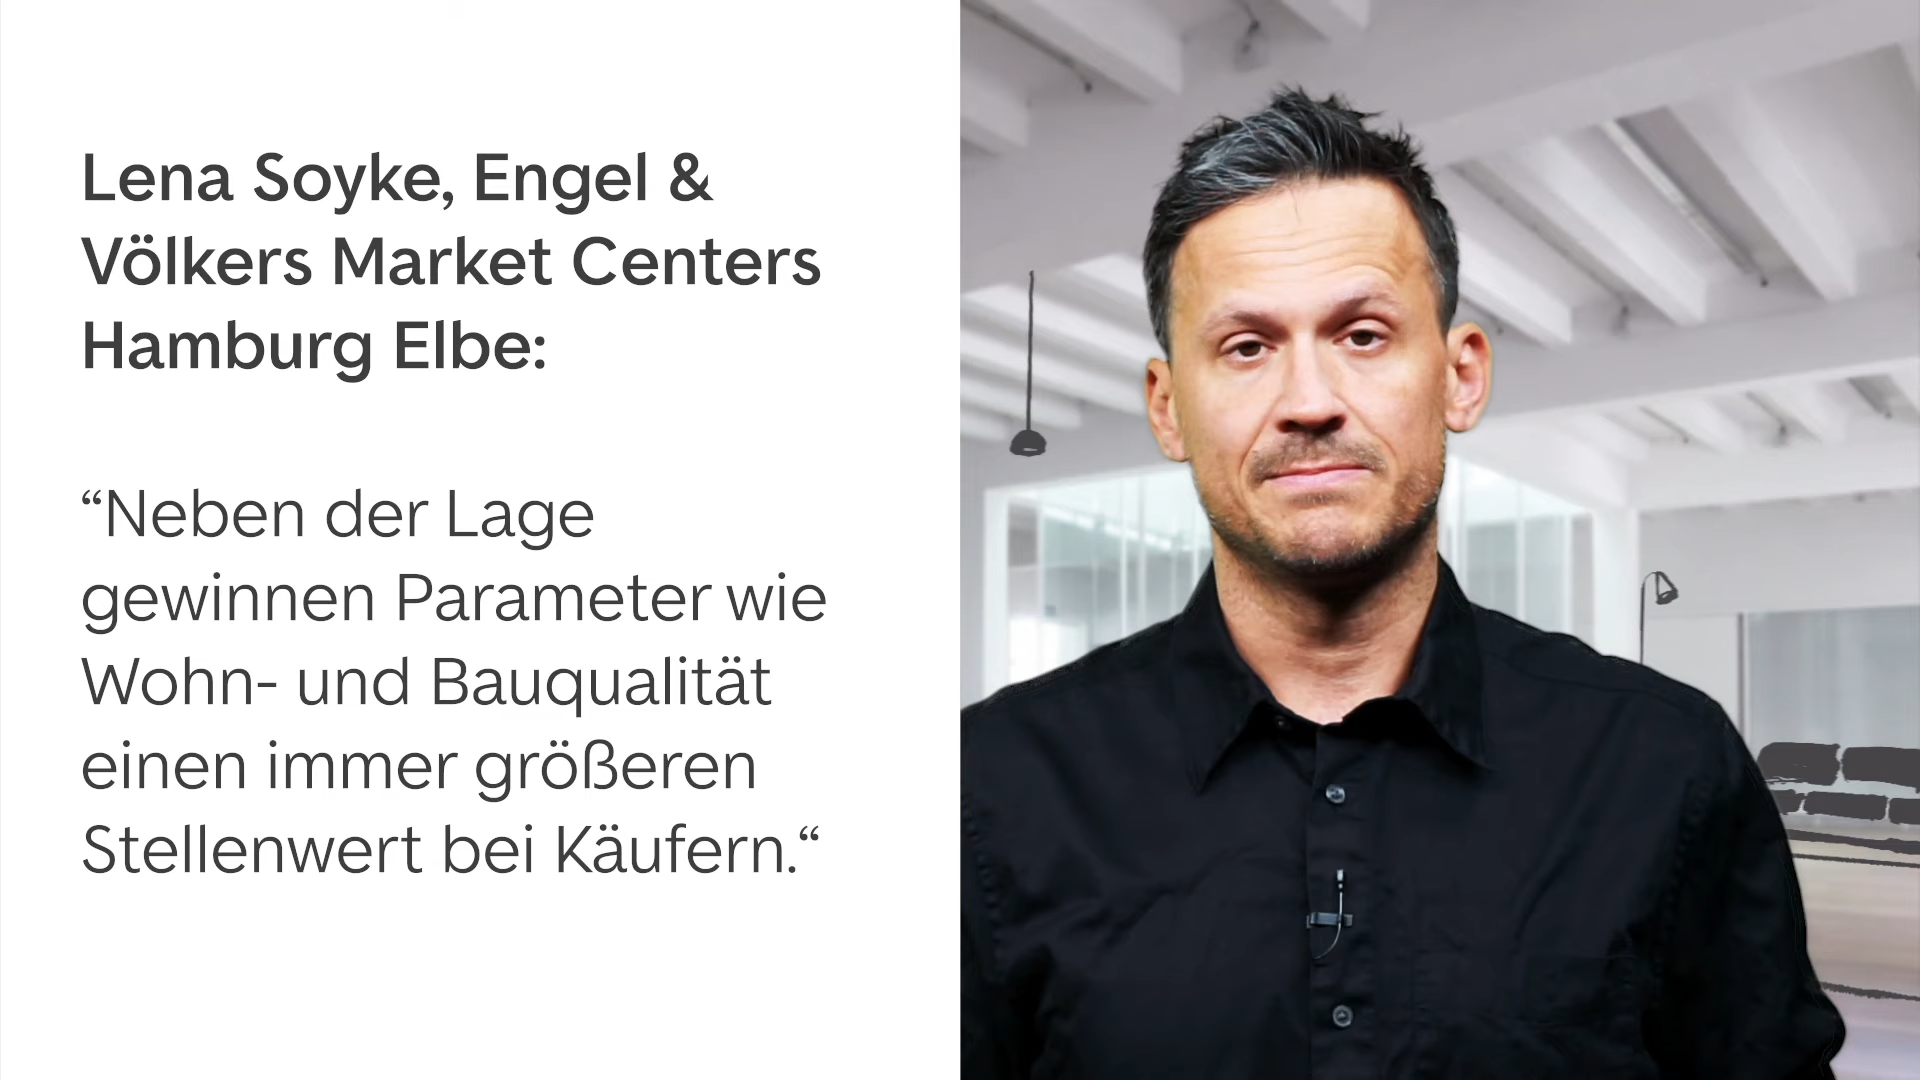 Lena Soyke, Engel &
Völkers Market Centers
Hamburg Elbe:
“Neben der Lage
gewinnen Parameter wie
Wohn- und Bauqualität
einen immer größeren
Stellenwert bei Käufern.“